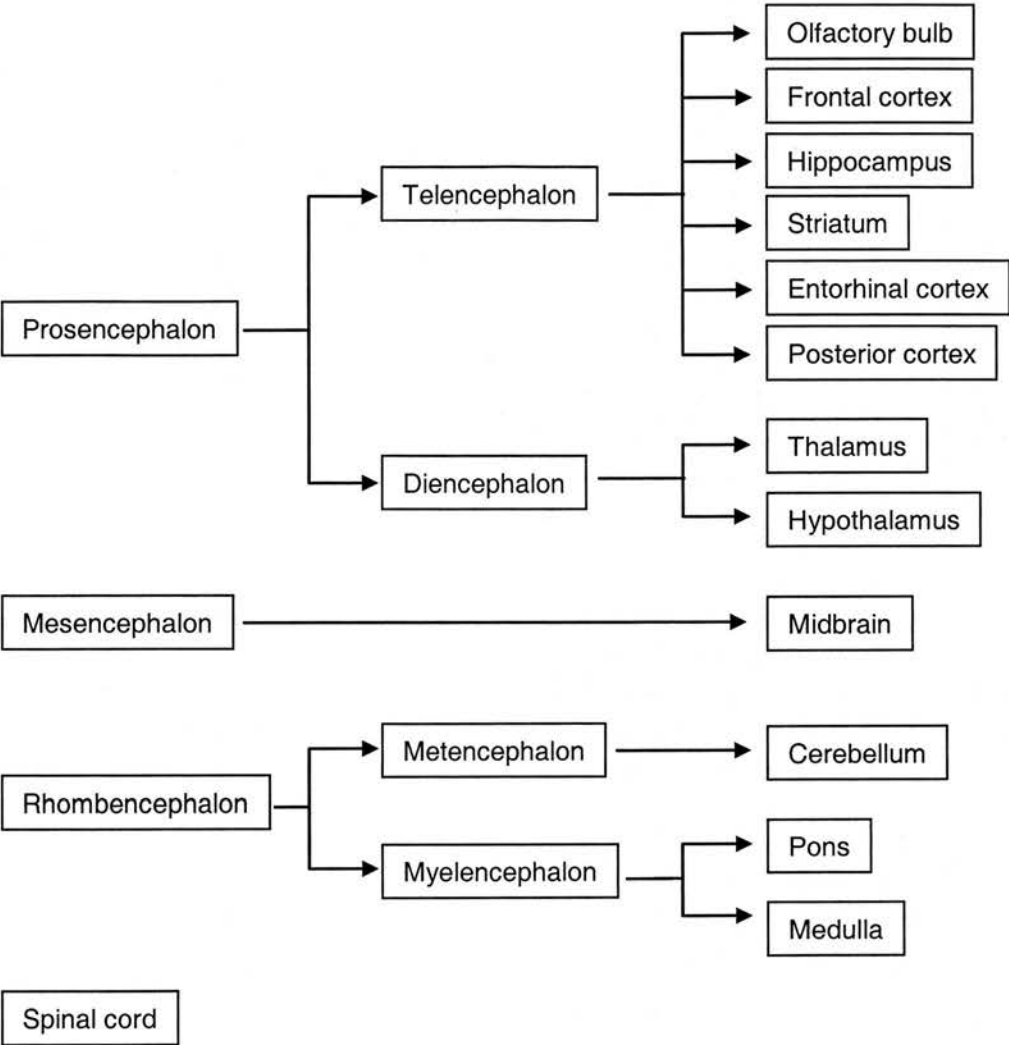 Olfactory bulb
Frontal cortex
Hippocampus
Telencephalon
Striatum
Entorhinal cortex
Prosencephalon
Posterior cortex
Thalamus
Diencephalon
Hypothalamus
Mesencephalon
Midbrain
Metencephalon
Cerebellum
Rhombencephalon
Pons
Myelencephalon
Medulla
Spinal cord